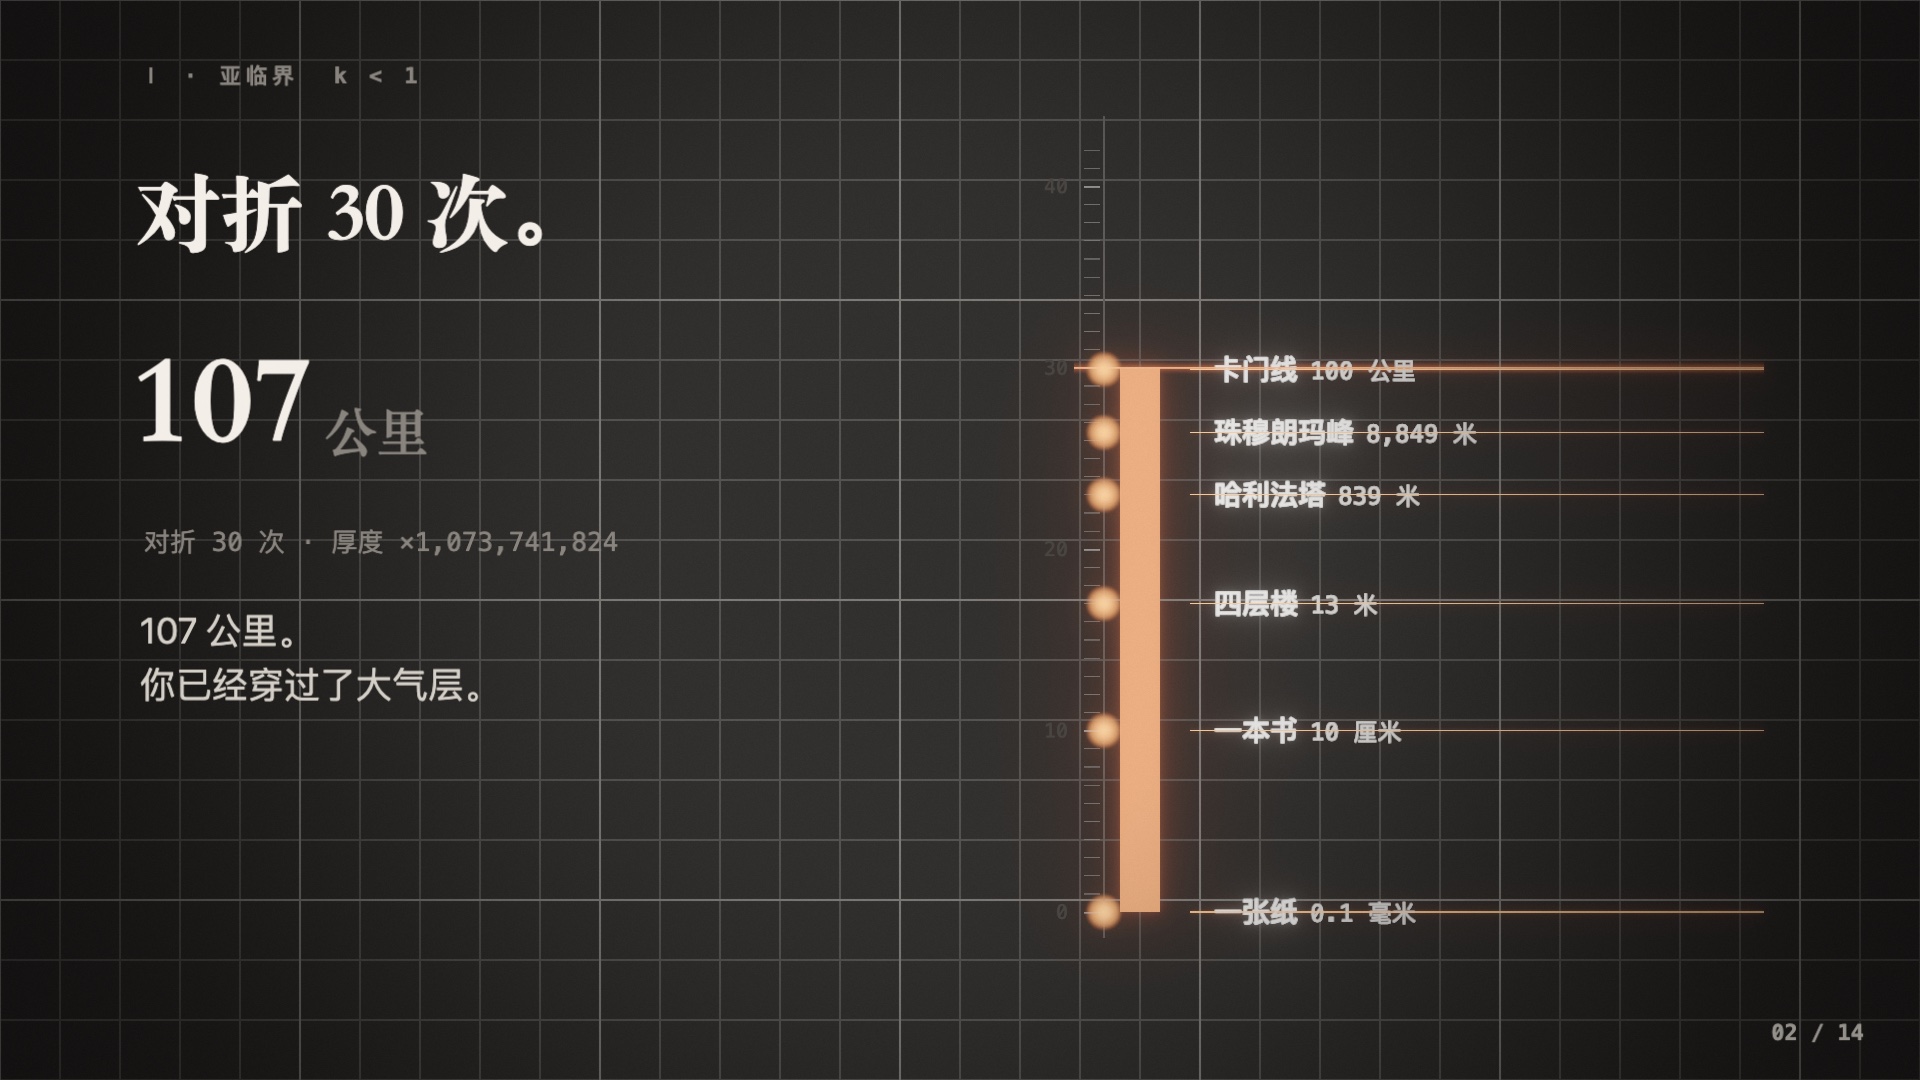 I · 亚临界 k < 1
对折 30 次。
107 公里
对折 30 次 · 厚度 ×1,073,741,824
107 公里。
你已经穿过了大气层。
40
30
卡门线 100 公里
珠穆朗玛峰 8,849 米
哈利法塔 839 米
20
四层楼 13 米
10
一本书 10 厘米
0
一张纸 0.1 毫米
02 / 14